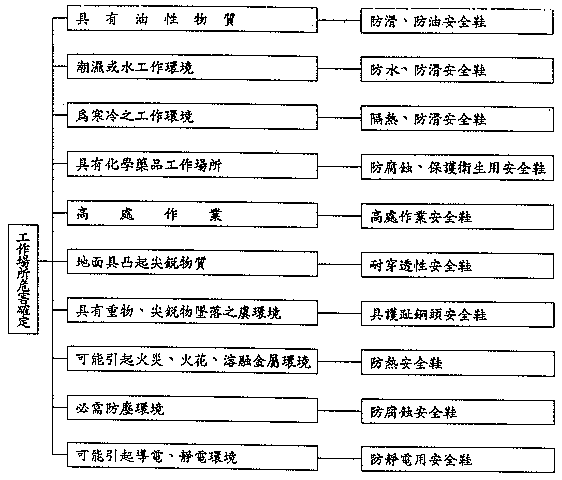 工作場所危害確定
具有油性物質
防滑、防油安全鞋
潮濕或水工作環境
防水、防滑安全鞋
為寒冷之工作環境
隔熱、防滑安全鞋
具有化學藥品工作場所
防腐蝕、保護衛生用安全鞋
高處作業
高處作業安全鞋
地面具凸起尖銳物質
耐穿透性安全鞋
具有重物、尖銳物墜落之虞環境
具護趾鋼頭安全鞋
可能引起火災、火花、溶融金屬環境
防熱安全鞋
必需防塵環境
防腐蝕安全鞋
可能引起導電、靜電環境
防靜電用安全鞋